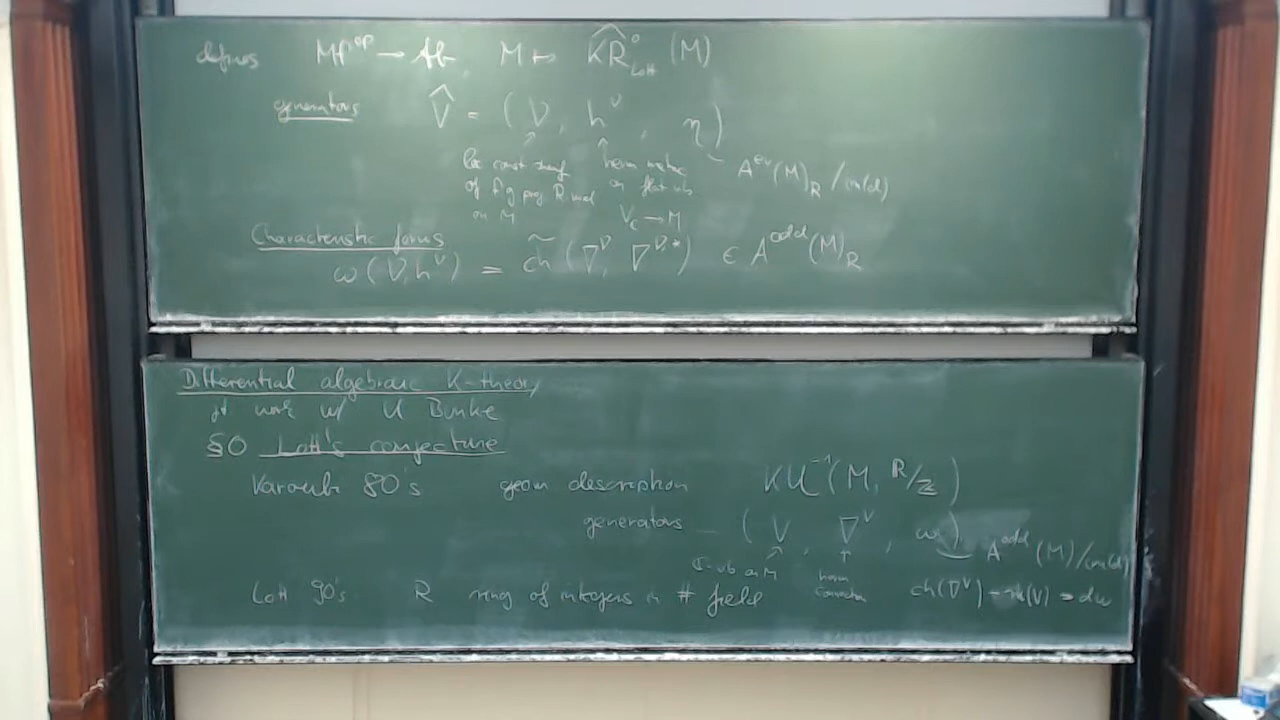 defines Mf^op → Ab, M ↦ \widehat{KR}^0_{Lott} (M)
generators \hat{V} = (V, h^V, η)
loc const sheaf herm metric A^{ev}(M)_R / im(d)
of f.g. proj. R-mod on flat vb
on M V_C → M
Characteristic forms
ω(V, h^V) = \tilde{ch}(∇^V, ∇^{V,*}) ∈ A^{odd}(M)_R
Differential algebraic K-theory
jt work w/ U Bunke
§0 Lott's conjecture
Karoubi 80's geom description KU^{-1}(M, R/Z)
generators (V, ∇^V, ω)
C-vb on M herm connection A^{odd}(M)/im(d)
Lott 90's R ring of integers in # field ch(∇^V) - rk(V) = dω